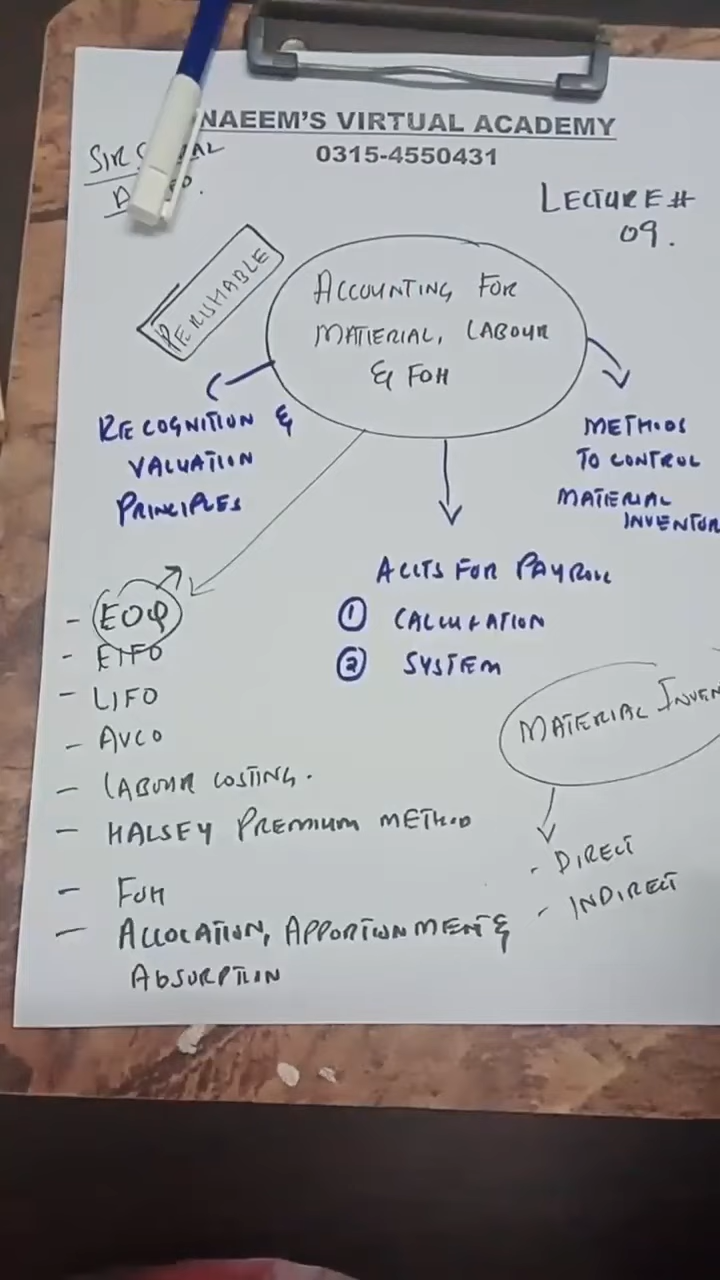 NAEEM'S VIRTUAL ACADEMY
0315-4550431
SIR
LECTURE #
09.
PERISHABLE
ACCOUNTING FOR
MATERIAL, LABOUR
& FOH
RECOGNITION &
VALUATION
PRINCIPLES
METHODS
TO CONTROL
MATERIAL
INVENTOR
ACCTS FOR PAYROLL
① CALCULATION
② SYSTEM
- EOQ
- FIFO
- LIFO
- AVCO
- LABOUR COSTING.
- HALSEY PREMIUM METHOD
- FOH
- ALLOCATION, APPORTIONMENT &
ABSORPTION
MATERIAL INVEN
- DIRECT
- INDIRECT